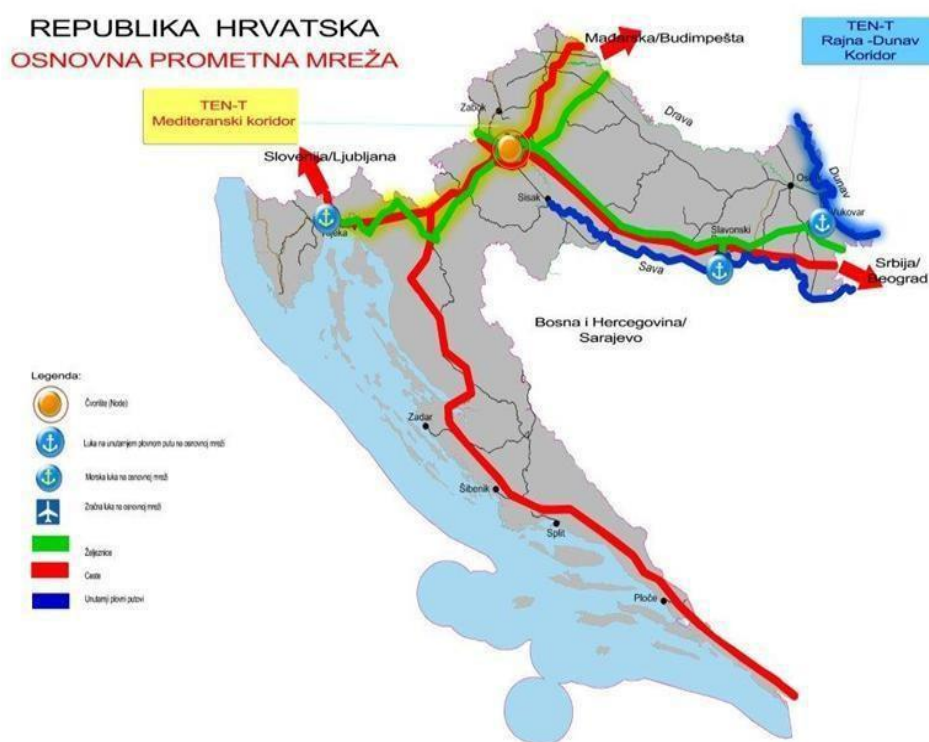 REPUBLIKA HRVATSKA
OSNOVNA PROMETNA MREŽA
TEN-T
Rajna -Dunav
Koridor
Mađarska/Budimpešta
TEN-T
Mediteranski koridor
Zabok
Drava
Slovenija/Ljubljana
Dunav
Sisak
Vukovar
Slavonski
Sava
Srbija/
Beograd
Bosna i Hercegovina/
Sarajevo
Legenda:
Čvorište (Node)
Luka na unutarnjem plovnom putu na osnovnoj mreži
Morska luka na osnovnoj mreži
Zračna luka na osnovnoj mreži
Željeznice
Ceste
Unutarnji plovni putovi
Zadar
Šibenik
Split
Ploče